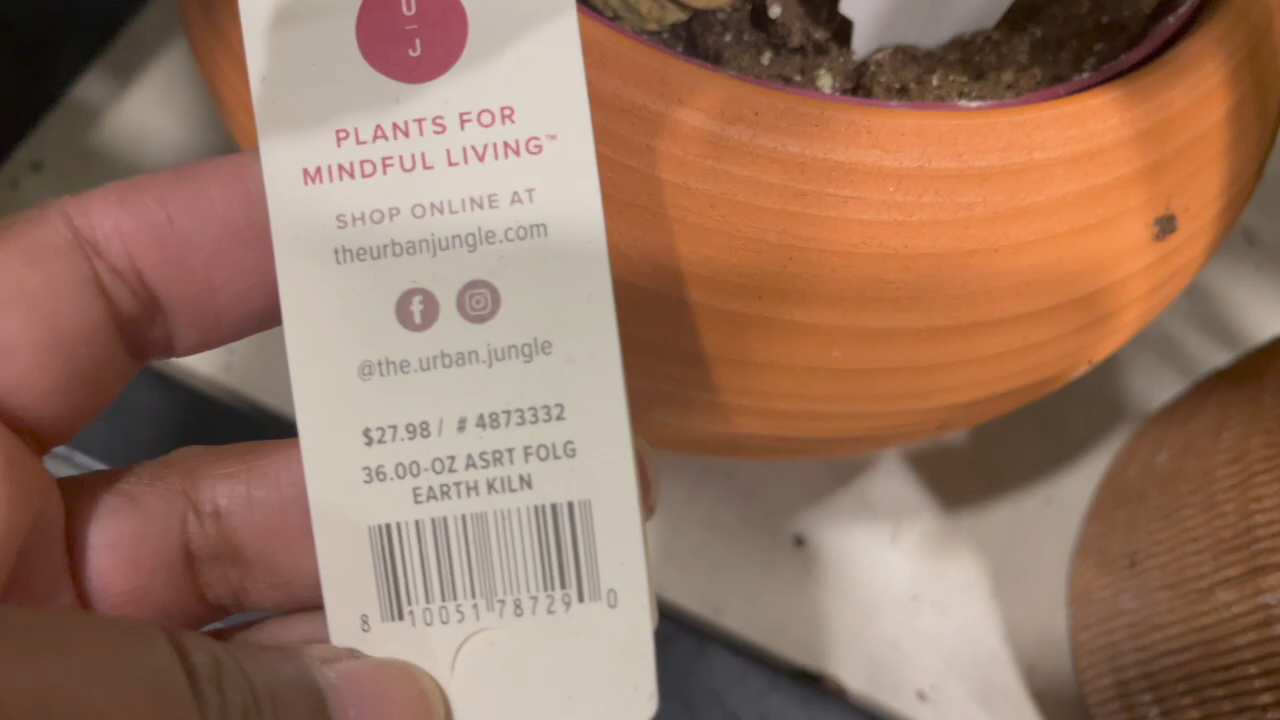 U
J
PLANTS FOR
MINDFUL LIVING™
SHOP ONLINE AT
theurbanjungle.com
@the.urban.jungle
$27.98 / # 4873332
36.00-OZ ASRT FOLG
EARTH KILN
8 10051 78729 0